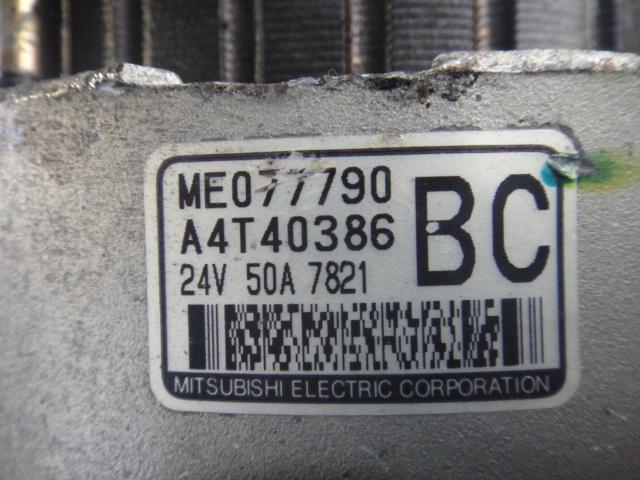 ME077790
A4T40386
BC
24V 50A 7821
MITSUBISHI ELECTRIC CORPORATION